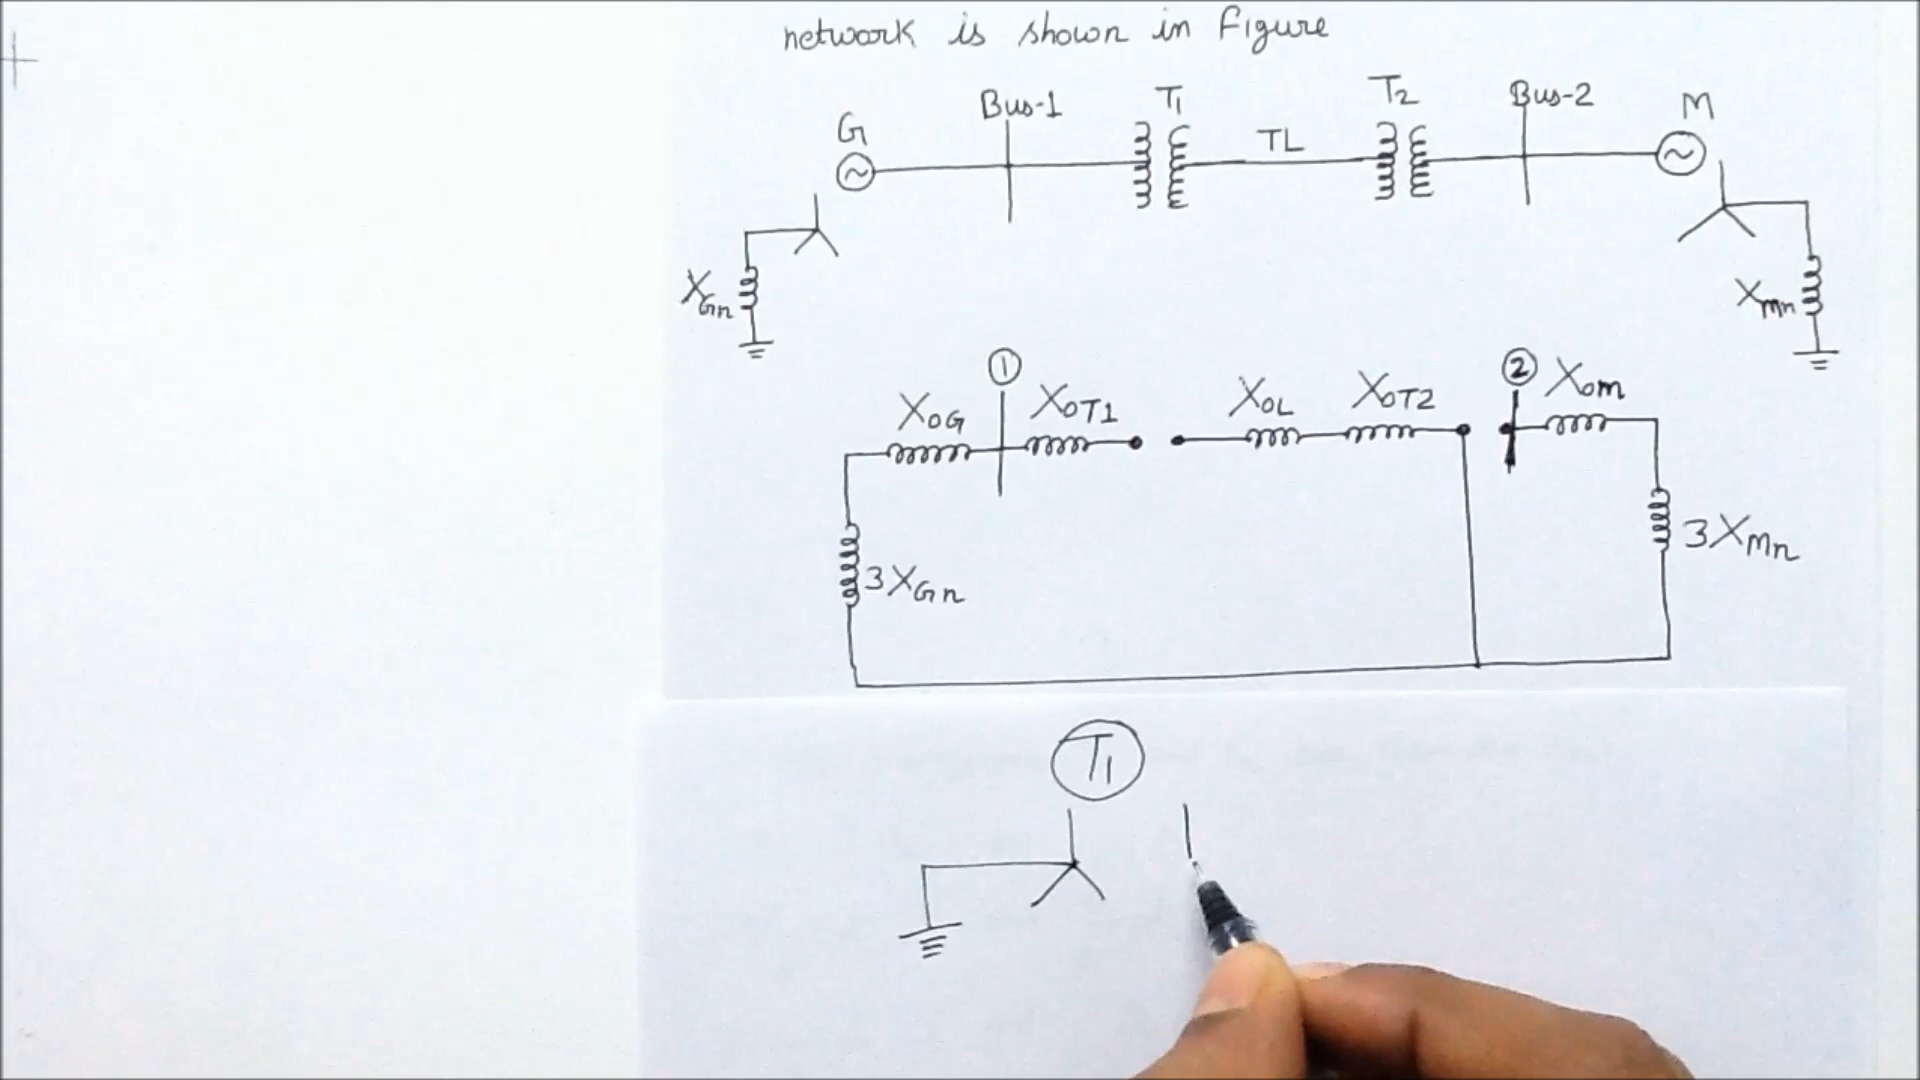 network is shown in Figure
G Bus-1 T1 TL T2 Bus-2 M
XGn XMn
1 2
XOG XOT1 XOL XOT2 XOM
3XGn 3XMn
T1